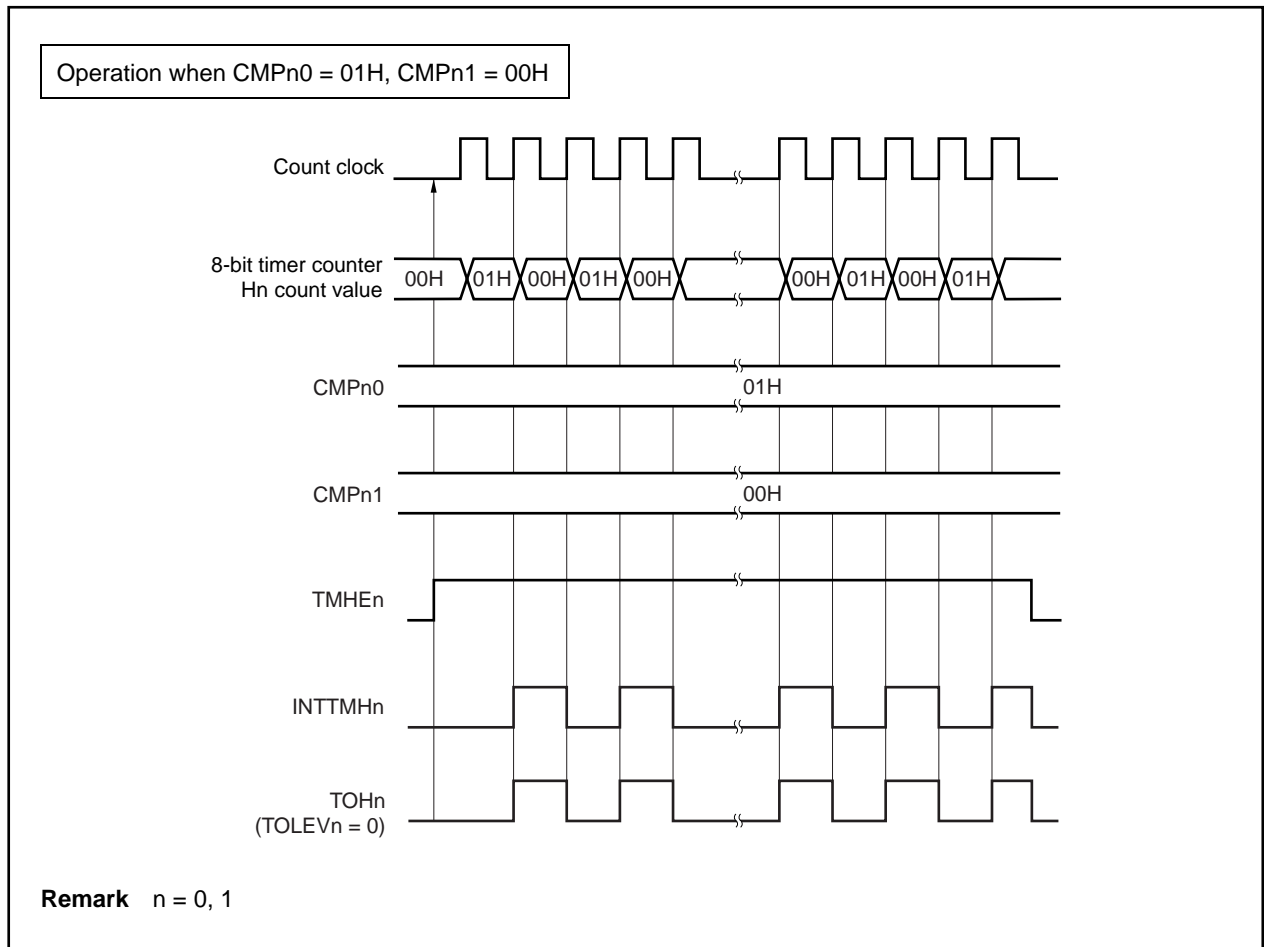 Operation when CMPn0 = 01H, CMPn1 = 00H
Count clock
8-bit timer counter
Hn count value
00H 01H 00H 01H 00H 00H 01H 00H 01H
CMPn0
01H
CMPn1
00H
TMHEn
INTTMHn
TOHn
(TOLEVn = 0)
Remark n = 0, 1